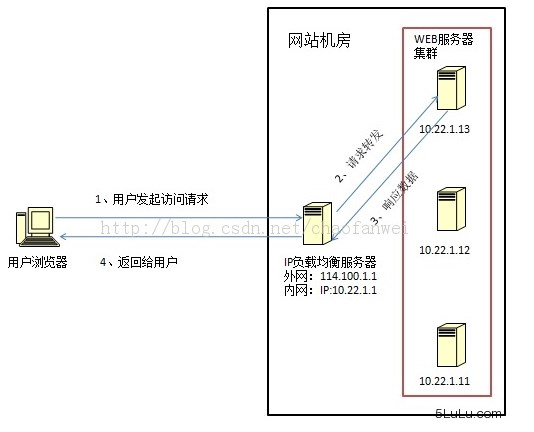 网站机房
WEB服务器
集群
10.22.1.13
2、请求转发
3、响应数据
1、用户发起访问请求
http://blog.csdn.net/chaofanwei
4、返回给用户
用户浏览器
IP负载均衡服务器
外网：114.100.1.1
内网：IP:10.22.1.1
10.22.1.12
10.22.1.11
5LuLu.com